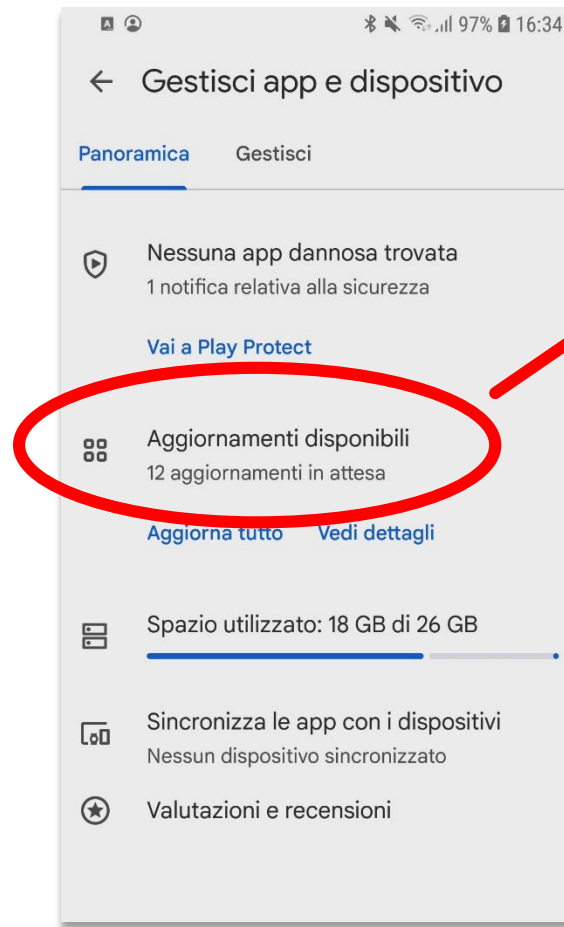 A
97% 16:34
Gestisci app e dispositivo
Panoramica Gestisci
Nessuna app dannosa trovata
1 notifica relativa alla sicurezza
Vai a Play Protect
Aggiornamenti disponibili
12 aggiornamenti in attesa
Aggiorna tutto Vedi dettagli
Spazio utilizzato: 18 GB di 26 GB
Sincronizza le app con i dispositivi
Nessun dispositivo sincronizzato
Valutazioni e recensioni